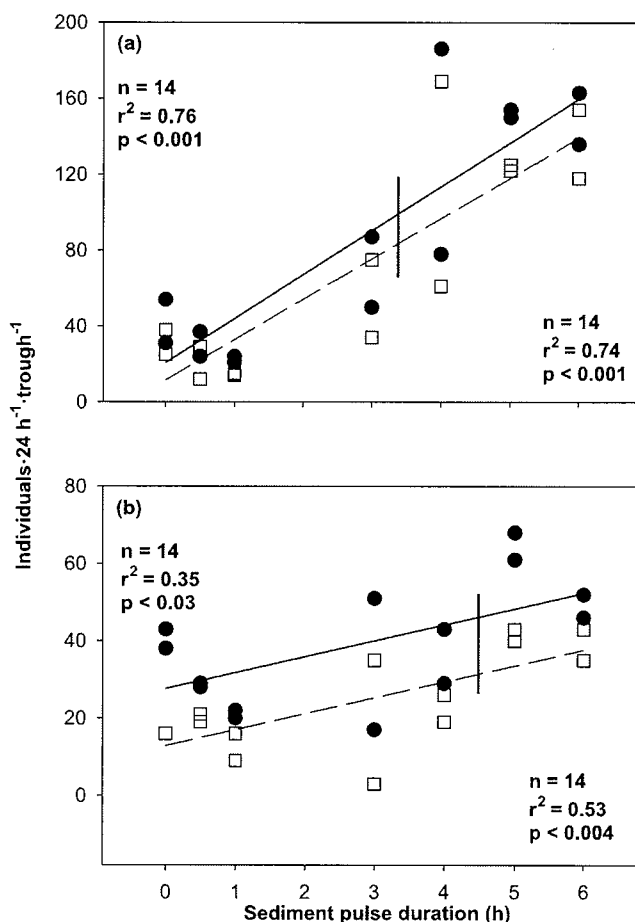 (a)
n = 14
r² = 0.76
p < 0.001
n = 14
r² = 0.74
p < 0.001
200
160
120
80
40
0
Individuals·24 h⁻¹·trough⁻¹
(b)
n = 14
r² = 0.35
p < 0.03
n = 14
r² = 0.53
p < 0.004
80
60
40
20
0
0 1 2 3 4 5 6
Sediment pulse duration (h)